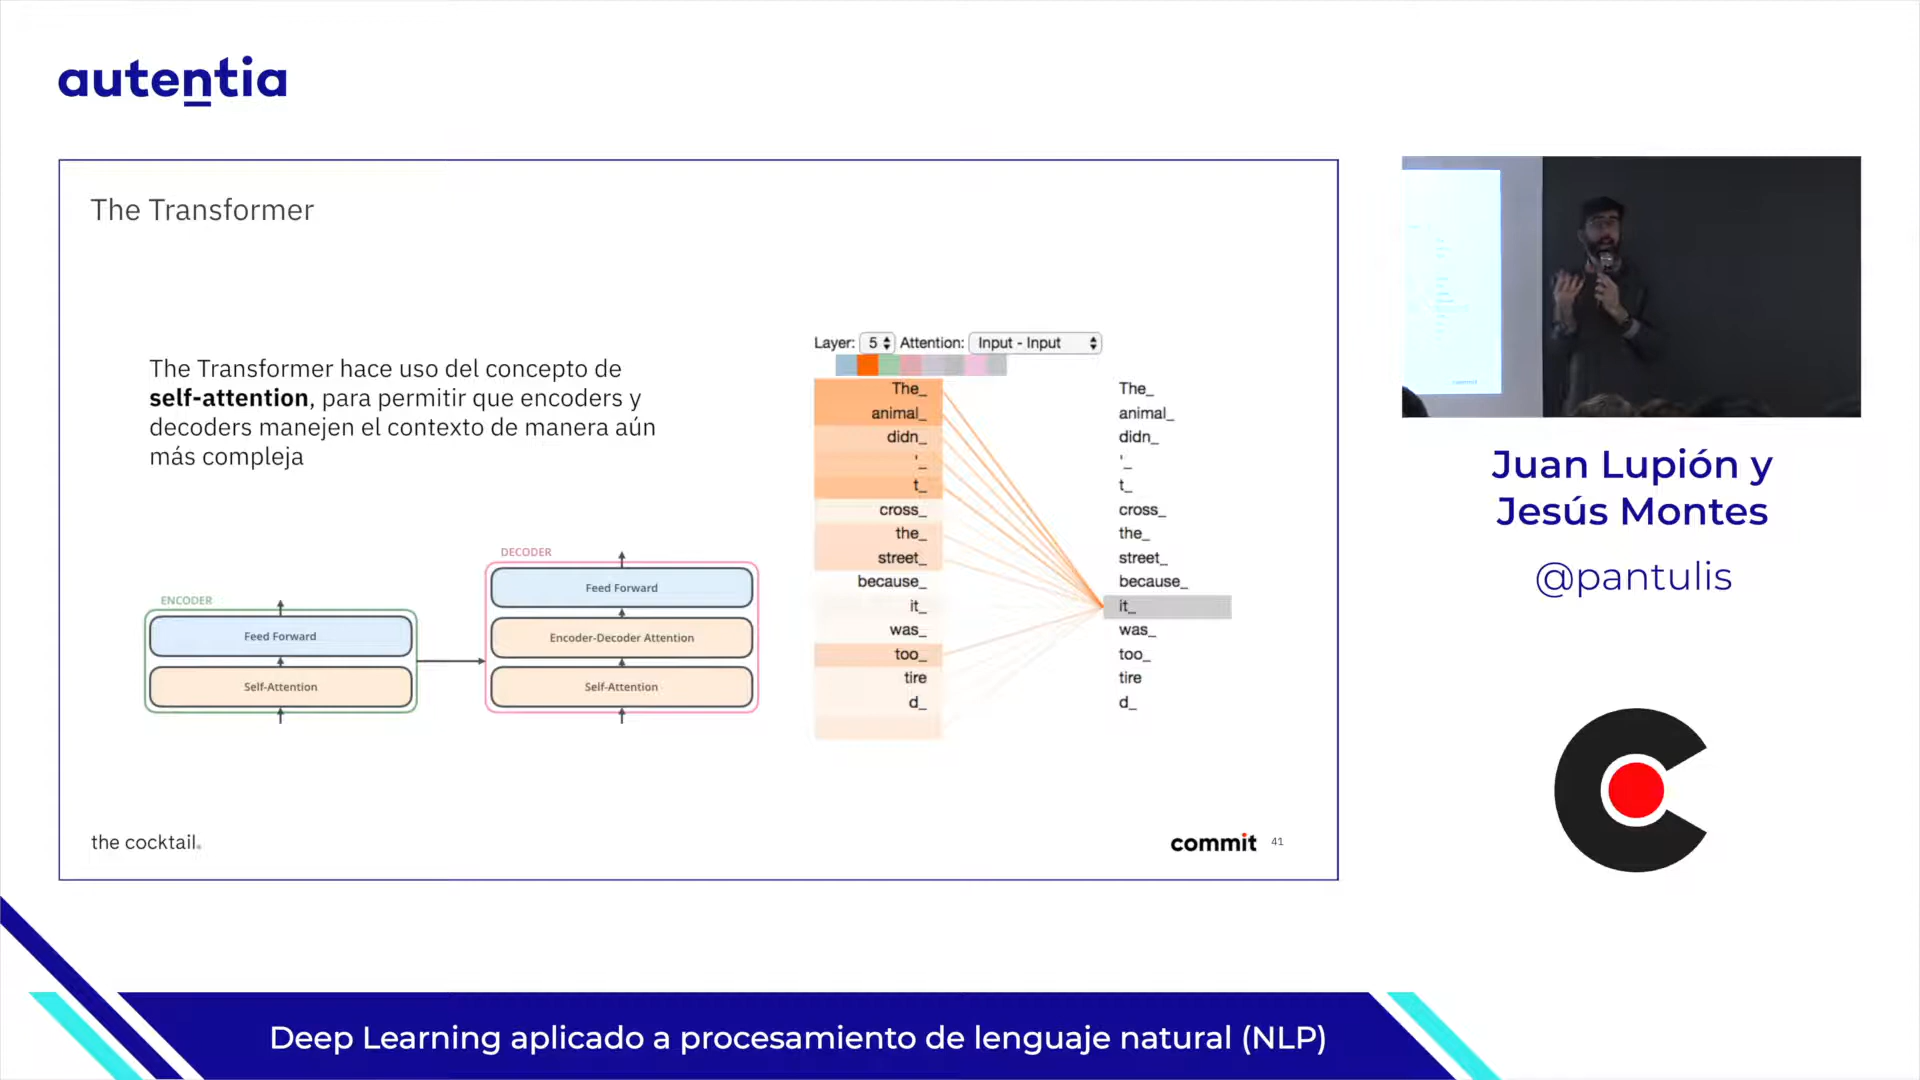 autentia
The Transformer
The Transformer hace uso del concepto de
self-attention, para permitir que encoders y
decoders manejen el contexto de manera aún
más compleja
ENCODER
Feed Forward
Self-Attention
DECODER
Feed Forward
Encoder-Decoder Attention
Self-Attention
Layer: 5 Attention: Input - Input
The_ The_
animal_ animal_
didn_ didn_
'_ '_
t_ t_
cross_ cross_
the_ the_
street_ street_
because_ because_
it_ it_
was_ was_
too_ too_
tire tire
d_ d_
the cocktail.
commit 41
Juan Lupión y
Jesús Montes
@pantulis
Deep Learning aplicado a procesamiento de lenguaje natural (NLP)